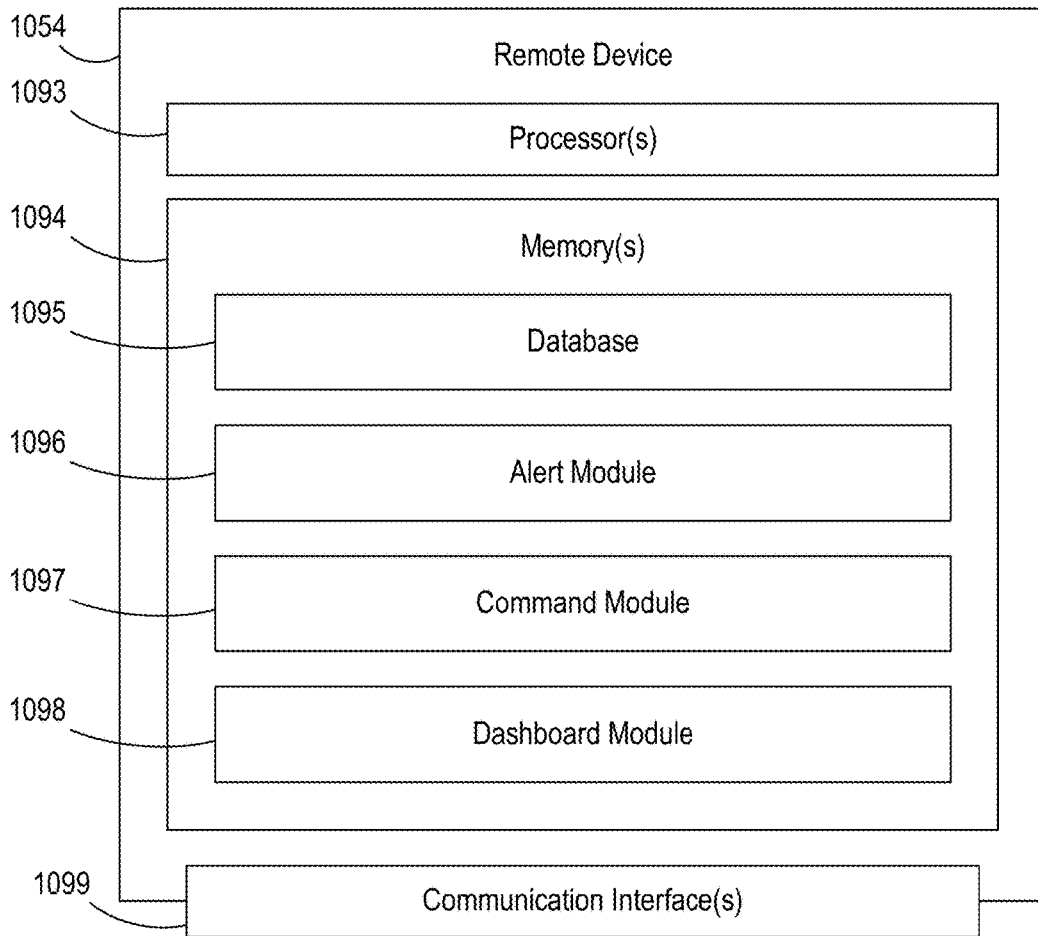 1054
Remote Device
1093
Processor(s)
1094
Memory(s)
1095
Database
1096
Alert Module
1097
Command Module
1098
Dashboard Module
1099
Communication Interface(s)